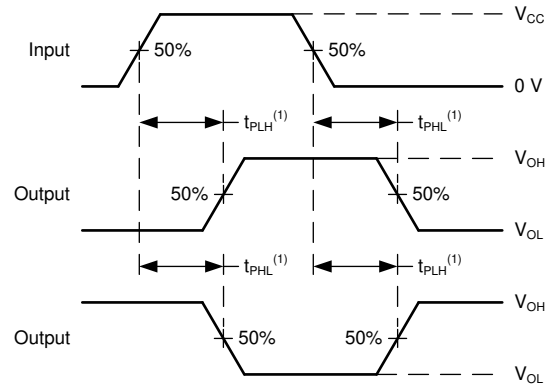 V_CC
Input
50%
50%
0 V
t_PLH^(1)
t_PHL^(1)
V_OH
Output
50%
50%
V_OL
t_PHL^(1)
t_PLH^(1)
V_OH
Output
50%
50%
V_OL